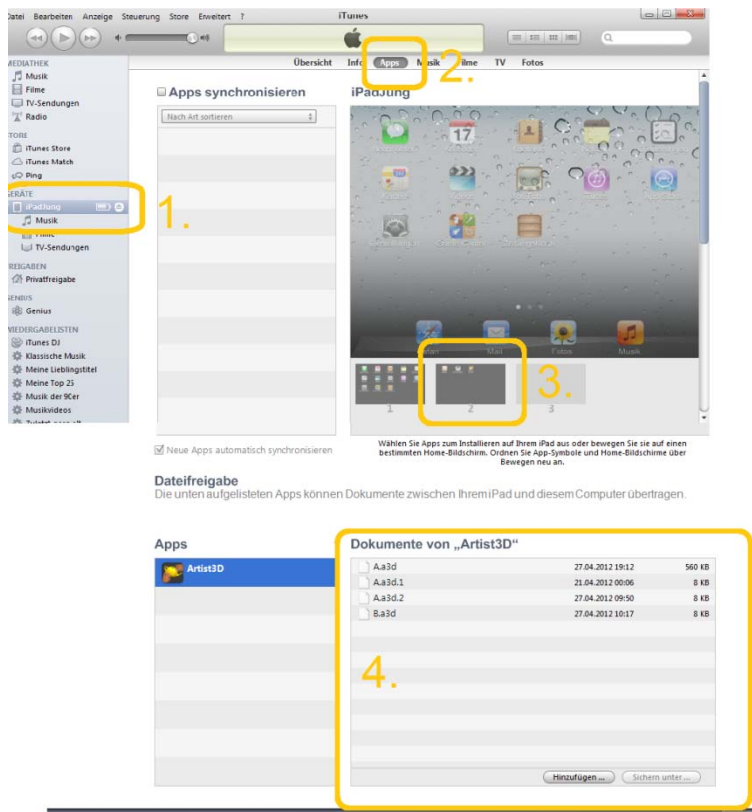 Datei Bearbeiten Anzeige Steuerung Store Erweitert ?
iTunes
Übersicht Info Apps Musik Filme TV Fotos
2.
MEDIATHEK
Musik
Filme
TV-Sendungen
Radio
STORE
iTunes Store
iTunes Match
Ping
GERÄTE
iPadJung
Musik
Filme
TV-Sendungen
1.
FREIGABEN
Privatfreigabe
GENIUS
Genius
WIEDERGABELISTEN
iTunes DJ
Klassische Musik
Meine Lieblingstitel
Meine Top 25
Musik der 90er
Musikvideos
Apps synchronisieren
Nach Art sortieren
iPadJung
17
Safari Mail Fotos Musik
3.
1 2 3
Neue Apps automatisch synchronisieren
Wählen Sie Apps zum Installieren auf Ihrem iPad aus oder bewegen Sie sie auf einen
bestimmten Home-Bildschirm. Ordnen Sie App-Symbole und Home-Bildschirme über
Bewegen neu an.
Dateifreigabe
Die unten aufgelisteten Apps können Dokumente zwischen Ihrem iPad und diesem Computer übertragen.
Apps
Artist3D
Dokumente von „Artist3D“
A.a3d 27.04.2012 19:12 560 KB
A.a3d.1 21.04.2012 00:06 8 KB
A.a3d.2 27.04.2012 09:50 8 KB
B.a3d 27.04.2012 10:17 8 KB
4.
Hinzufügen ... Sichern unter ...